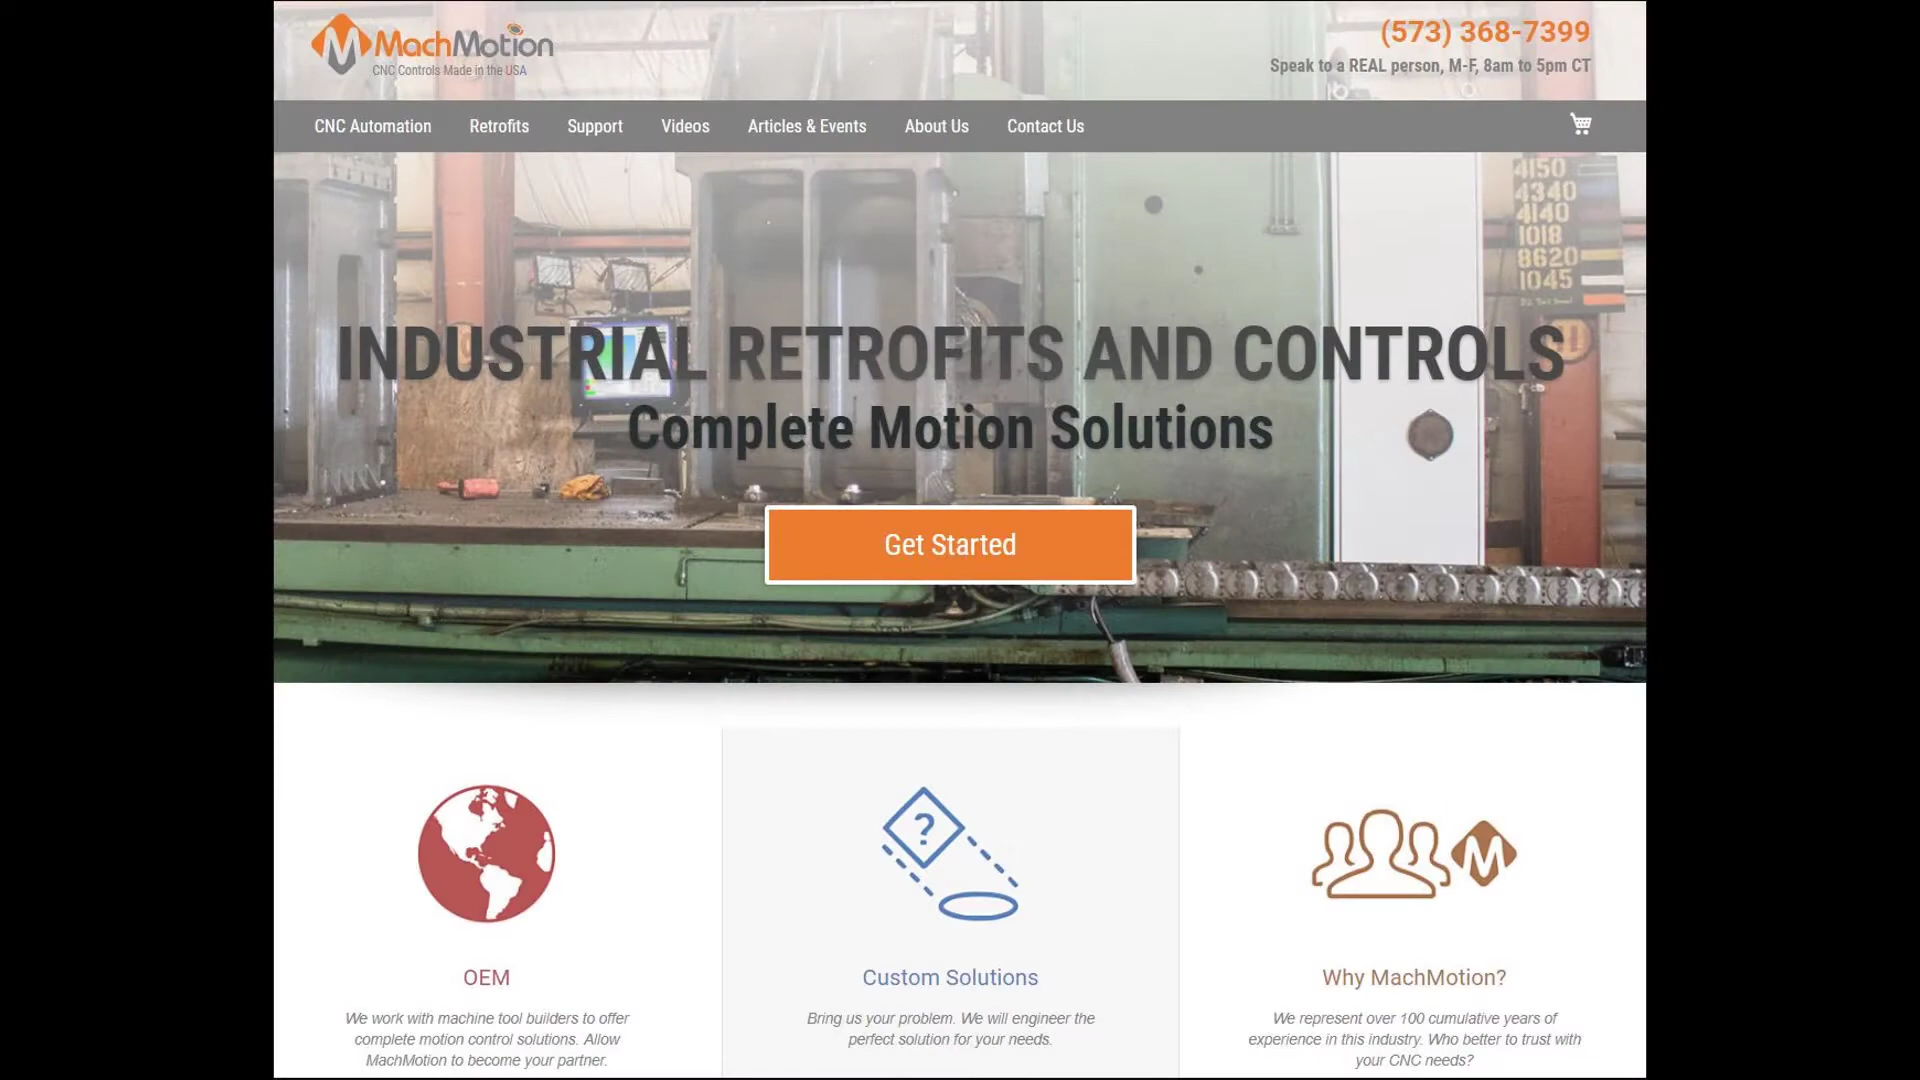 MachMotion
CNC Controls Made in the USA
(573) 368-7399
Speak to a REAL person, M-F, 8am to 5pm CT
CNC Automation
Retrofits
Support
Videos
Articles & Events
About Us
Contact Us
4150
4340
4140
1018
8620
1045
INDUSTRIAL RETROFITS AND CONTROLS
Complete Motion Solutions
Get Started
?
M
OEM
We work with machine tool builders to offer
complete motion control solutions. Allow
MachMotion to become your partner.
Custom Solutions
Bring us your problem. We will engineer the
perfect solution for your needs.
Why MachMotion?
We represent over 100 cumulative years of
experience in this industry. Who better to trust with
your CNC needs?